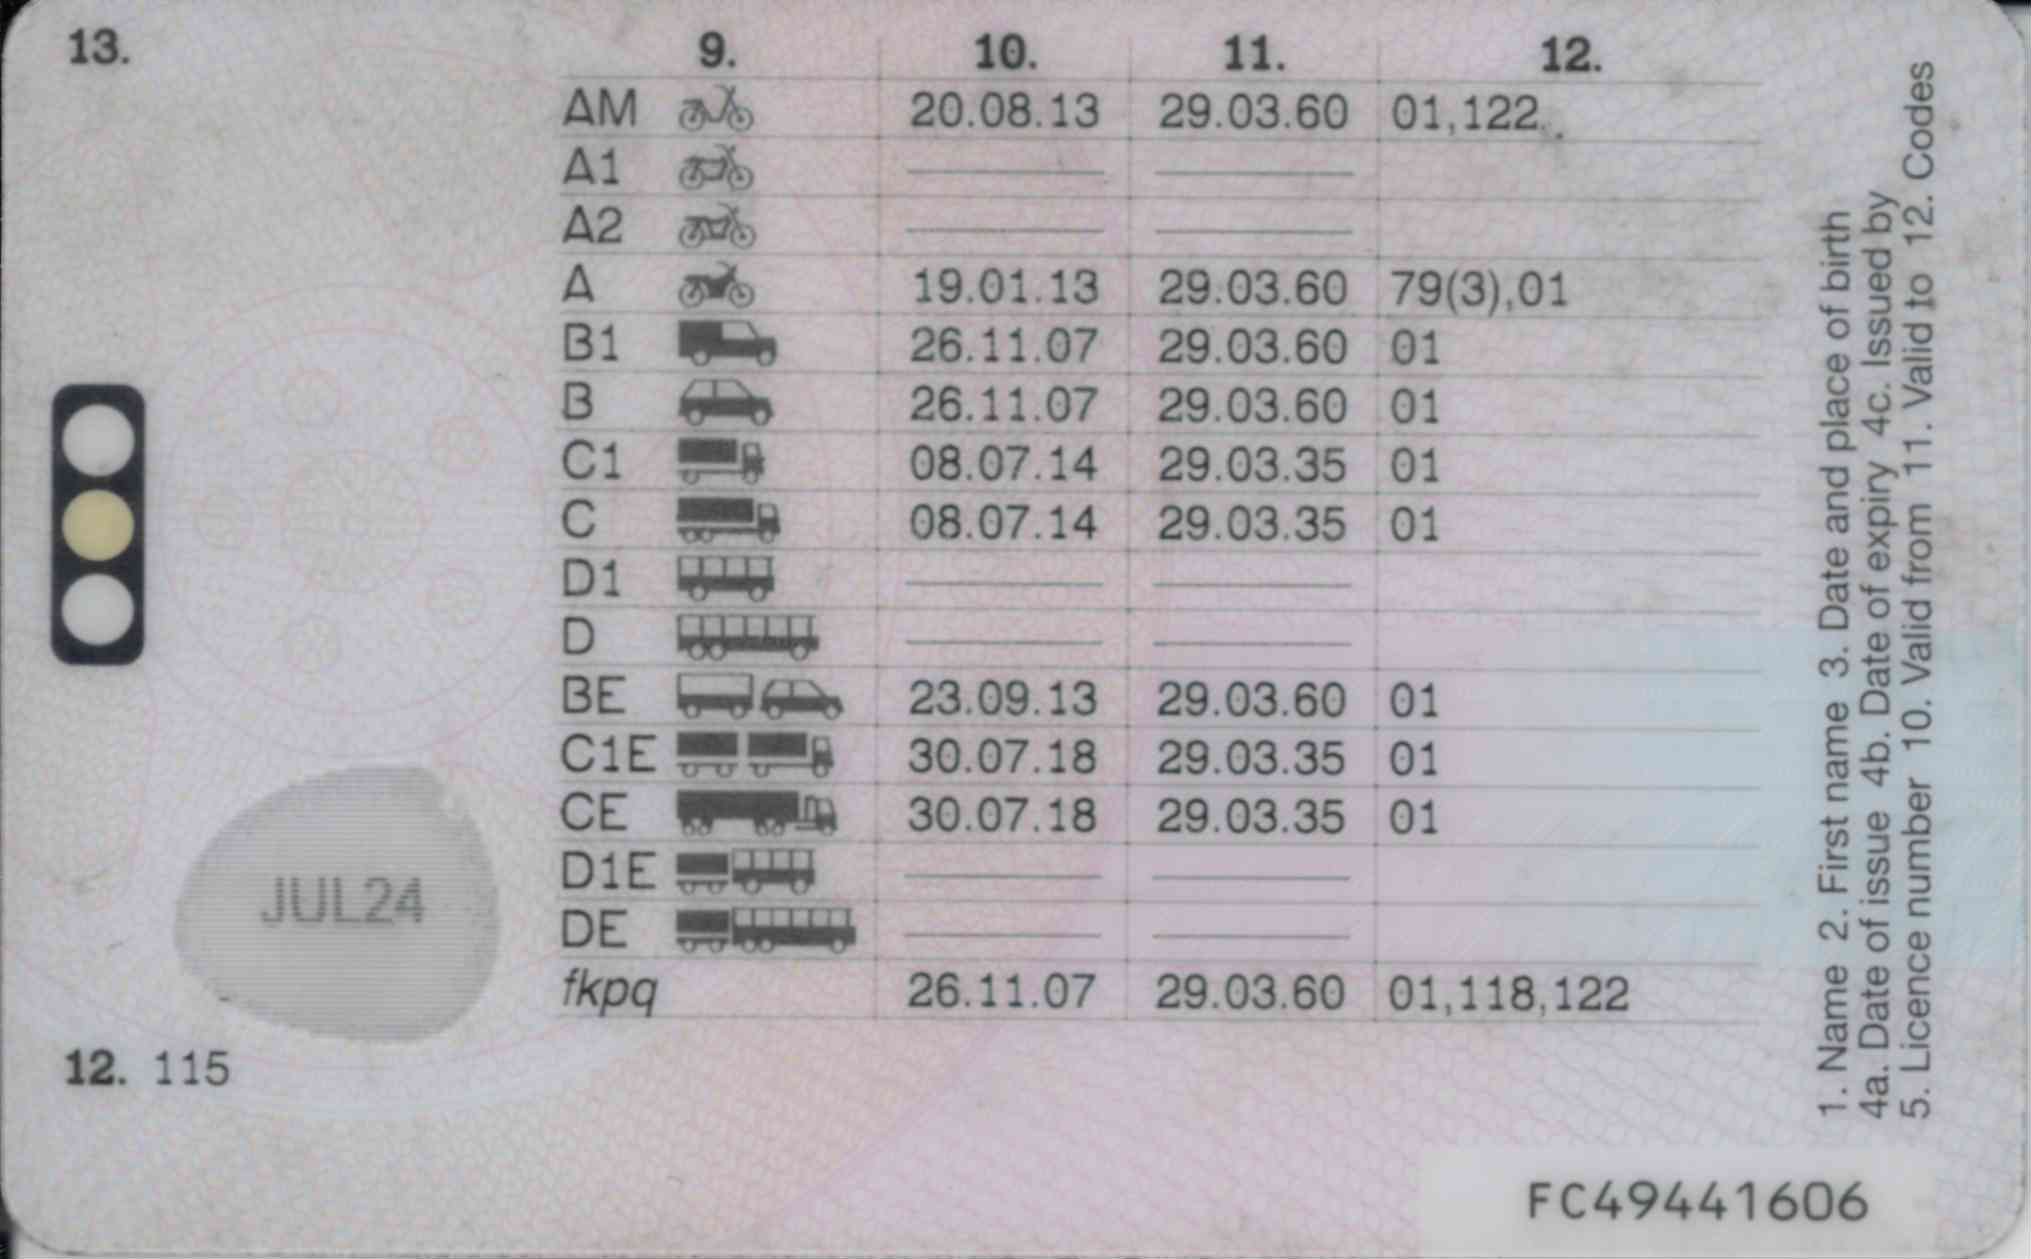 13.
9. 10. 11. 12.
AM 20.08.13 29.03.60 01,122
A1
A2
A 19.01.13 29.03.60 79(3),01
B1 26.11.07 29.03.60 01
B 26.11.07 29.03.60 01
C1 08.07.14 29.03.35 01
C 08.07.14 29.03.35 01
D1
D
BE 23.09.13 29.03.60 01
C1E 30.07.18 29.03.35 01
CE 30.07.18 29.03.35 01
D1E
DE
fkpq 26.11.07 29.03.60 01,118,122
JUL24
12. 115
1. Name 2. First name 3. Date and place of birth
4a. Date of issue 4b. Date of expiry 4c. Issued by
5. Licence number 10. Valid from 11. Valid to 12. Codes
FC49441606